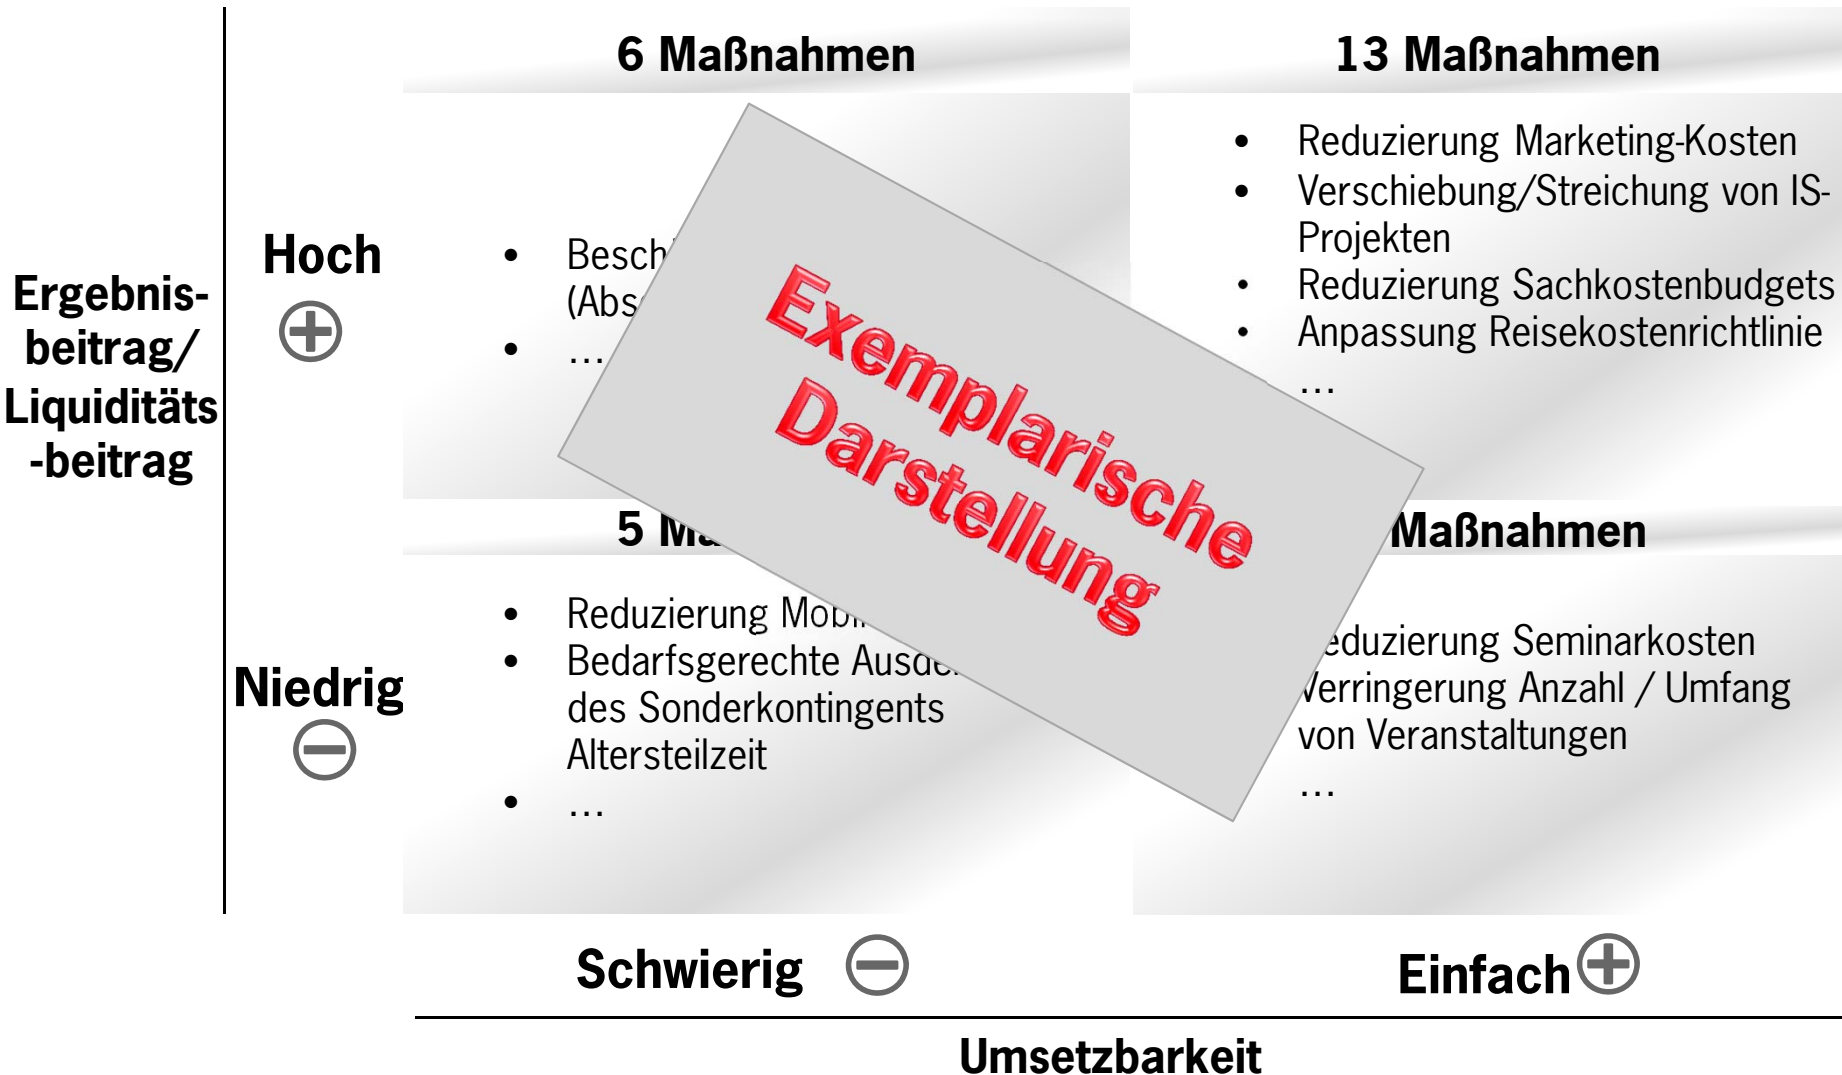 6 Maßnahmen
13 Maßnahmen
Ergebnis-
beitrag/
Liquiditäts
-beitrag
Hoch
•
• …
• Reduzierung Marketing-Kosten
• Verschiebung/Streichung von IS-
Projekten
• Reduzierung Sachkostenbudgets
• Anpassung Reisekostenrichtlinie
…
Exemplarische
Darstellung
5
Maßnahmen
Niedrig
• Reduzierung
• Bedarfsgerechte
des Sonderkontingents
Altersteilzeit
• …
Seminarkosten
Verringerung Anzahl / Umfang
von Veranstaltungen
…
Schwierig
Einfach
Umsetzbarkeit